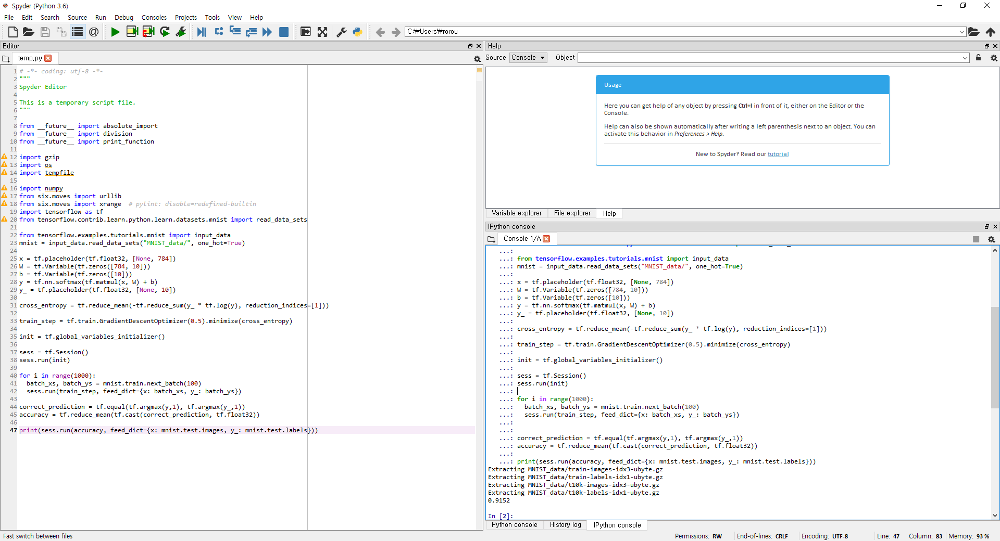 Spyder (Python 3.6)
File Edit Search Source Run Debug Consoles Projects Tools View Help
C:₩Users₩rorou
Editor
temp.py
1 # -*- coding: utf-8 -*-
2 """
3 Spyder Editor
4
5 This is a temporary script file.
6 """
7
8 from __future__ import absolute_import
9 from __future__ import division
10 from __future__ import print_function
11
12 import gzip
13 import os
14 import tempfile
15
16 import numpy
17 from six.moves import urllib
18 from six.moves import xrange  # pylint: disable=redefined-builtin
19 import tensorflow as tf
20 from tensorflow.contrib.learn.python.learn.datasets.mnist import read_data_sets
21
22 from tensorflow.examples.tutorials.mnist import input_data
23 mnist = input_data.read_data_sets("MNIST_data/", one_hot=True)
24
25 x = tf.placeholder(tf.float32, [None, 784])
26 W = tf.Variable(tf.zeros([784, 10]))
27 b = tf.Variable(tf.zeros([10]))
28 y = tf.nn.softmax(tf.matmul(x, W) + b)
29 y_ = tf.placeholder(tf.float32, [None, 10])
30
31 cross_entropy = tf.reduce_mean(-tf.reduce_sum(y_ * tf.log(y), reduction_indices=[1]))
32
33 train_step = tf.train.GradientDescentOptimizer(0.5).minimize(cross_entropy)
34
35 init = tf.global_variables_initializer()
36
37 sess = tf.Session()
38 sess.run(init)
39
40 for i in range(1000):
41   batch_xs, batch_ys = mnist.train.next_batch(100)
42   sess.run(train_step, feed_dict={x: batch_xs, y_: batch_ys})
43
44 correct_prediction = tf.equal(tf.argmax(y,1), tf.argmax(y_,1))
45 accuracy = tf.reduce_mean(tf.cast(correct_prediction, tf.float32))
46
47 print(sess.run(accuracy, feed_dict={x: mnist.test.images, y_: mnist.test.labels}))
Help
Source Console Object
Usage
Here you can get help of any object by pressing Ctrl+I in front of it, either on the Editor or the
Console.
Help can also be shown automatically after writing a left parenthesis next to an object. You can
activate this behavior in Preferences > Help.
New to Spyder? Read our tutorial
Variable explorer File explorer Help
IPython console
Console 1/A
...:
...: from tensorflow.examples.tutorials.mnist import input_data
...: mnist = input_data.read_data_sets("MNIST_data/", one_hot=True)
...:
...: x = tf.placeholder(tf.float32, [None, 784])
...: W = tf.Variable(tf.zeros([784, 10]))
...: b = tf.Variable(tf.zeros([10]))
...: y = tf.nn.softmax(tf.matmul(x, W) + b)
...: y_ = tf.placeholder(tf.float32, [None, 10])
...:
...: cross_entropy = tf.reduce_mean(-tf.reduce_sum(y_ * tf.log(y), reduction_indices=[1]))
...:
...: train_step = tf.train.GradientDescentOptimizer(0.5).minimize(cross_entropy)
...:
...: init = tf.global_variables_initializer()
...:
...: sess = tf.Session()
...: sess.run(init)
...:
...: for i in range(1000):
...:   batch_xs, batch_ys = mnist.train.next_batch(100)
...:   sess.run(train_step, feed_dict={x: batch_xs, y_: batch_ys})
...:
...:
...: correct_prediction = tf.equal(tf.argmax(y,1), tf.argmax(y_,1))
...: accuracy = tf.reduce_mean(tf.cast(correct_prediction, tf.float32))
...:
...: print(sess.run(accuracy, feed_dict={x: mnist.test.images, y_: mnist.test.labels}))
Extracting MNIST_data/train-images-idx3-ubyte.gz
Extracting MNIST_data/train-labels-idx1-ubyte.gz
Extracting MNIST_data/t10k-images-idx3-ubyte.gz
Extracting MNIST_data/t10k-labels-idx1-ubyte.gz
0.9152
In [2]:
Python console History log IPython console
Fast switch between files
Permissions: RW End-of-lines: CRLF Encoding: UTF-8 Line: 47 Column: 83 Memory: 93 %